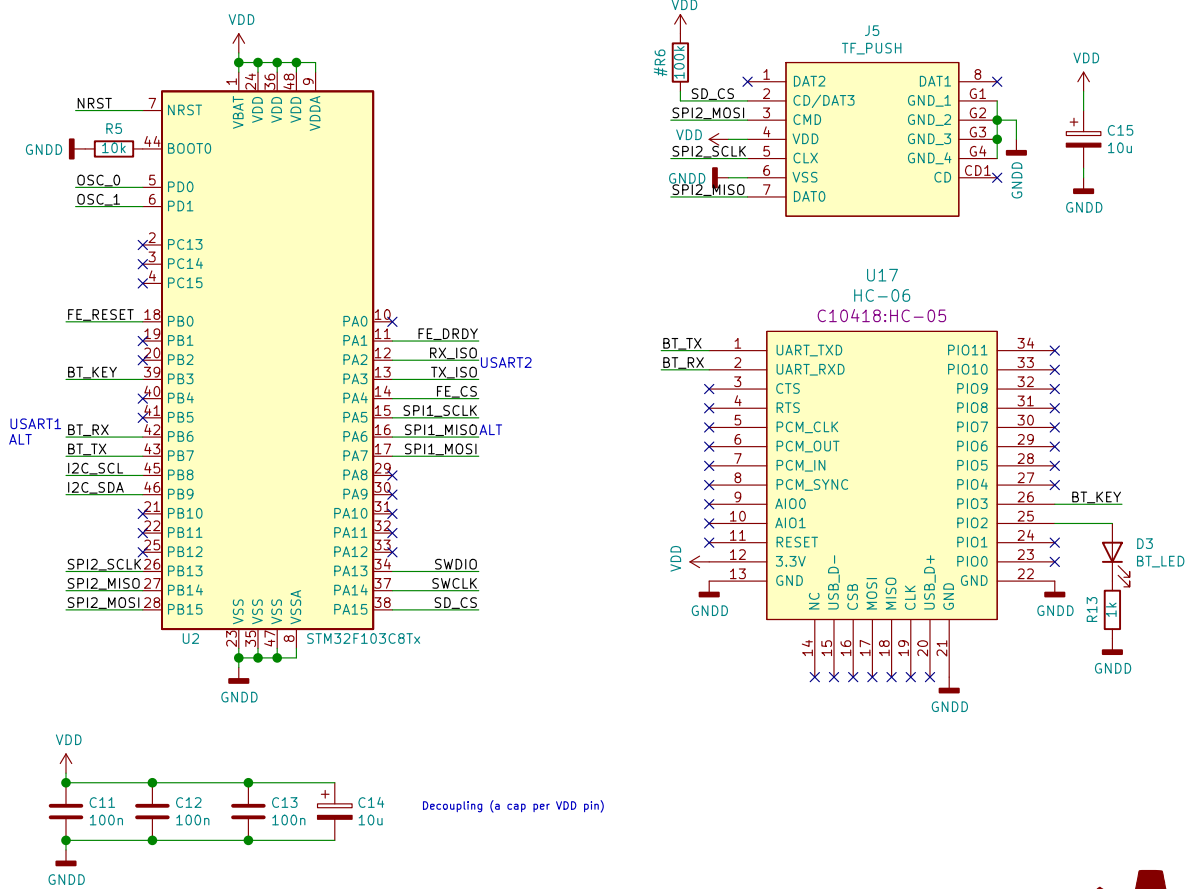 VDD
1
24
36
48
9
VBAT
VDD
VDD
VDD
VDDA
NRST 7 NRST
GNDD R5 10k 44 BOOT0
OSC_0 5 PD0
OSC_1 6 PD1
2 PC13
3 PC14
4 PC15
FE_RESET 18 PB0
19 PB1
20 PB2
BT_KEY 39 PB3
40 PB4
41 PB5
USART1
ALT
BT_RX 42 PB6
BT_TX 43 PB7
I2C_SCL 45 PB8
I2C_SDA 46 PB9
21 PB10
22 PB11
25 PB12
SPI2_SCLK 26 PB13
SPI2_MISO 27 PB14
SPI2_MOSI 28 PB15
PA0 10
PA1 11 FE_DRDY
PA2 12 RX_ISO
USART2
PA3 13 TX_ISO
PA4 14 FE_CS
PA5 15 SPI1_SCLK
PA6 16 SPI1_MISO ALT
PA7 17 SPI1_MOSI
PA8 29
PA9 30
PA10 31
PA11 32
PA12 33
PA13 34 SWDIO
PA14 37 SWCLK
PA15 38 SD_CS
VSS
VSS
VSS
VSSA
23
35
47
8
U2
STM32F103C8Tx
GNDD
VDD
#R6
100k
J5
TF_PUSH
1 DAT2
SD_CS 2 CD/DAT3
SPI2_MOSI 3 CMD
VDD 4 VDD
SPI2_SCLK 5 CLX
GNDD 6 VSS
SPI2_MISO 7 DAT0
DAT1 8
GND_1 G1
GND_2 G2
GND_3 G3
GND_4 G4
CD CD1
GNDD
VDD
+
C15
10u
GNDD
U17
HC-06
C10418:HC-05
BT_TX 1 UART_TXD
BT_RX 2 UART_RXD
3 CTS
4 RTS
5 PCM_CLK
6 PCM_OUT
7 PCM_IN
8 PCM_SYNC
9 AIO0
10 AIO1
11 RESET
VDD 12 3.3V
13 GND
GNDD
PIO11 34
PIO10 33
PIO9 32
PIO8 31
PIO7 30
PIO6 29
PIO5 28
PIO4 27
PIO3 26 BT_KEY
PIO2 25
PIO1 24
PIO0 23
GND 22
GNDD
NC
USB_D-
CSB
MOSI
MISO
CLK
USB_D+
GND
14
15
16
17
18
19
20
21
GNDD
D3
BT_LED
R13
1k
GNDD
VDD
C11
100n
C12
100n
C13
100n
+
C14
10u
GNDD
Decoupling (a cap per VDD pin)